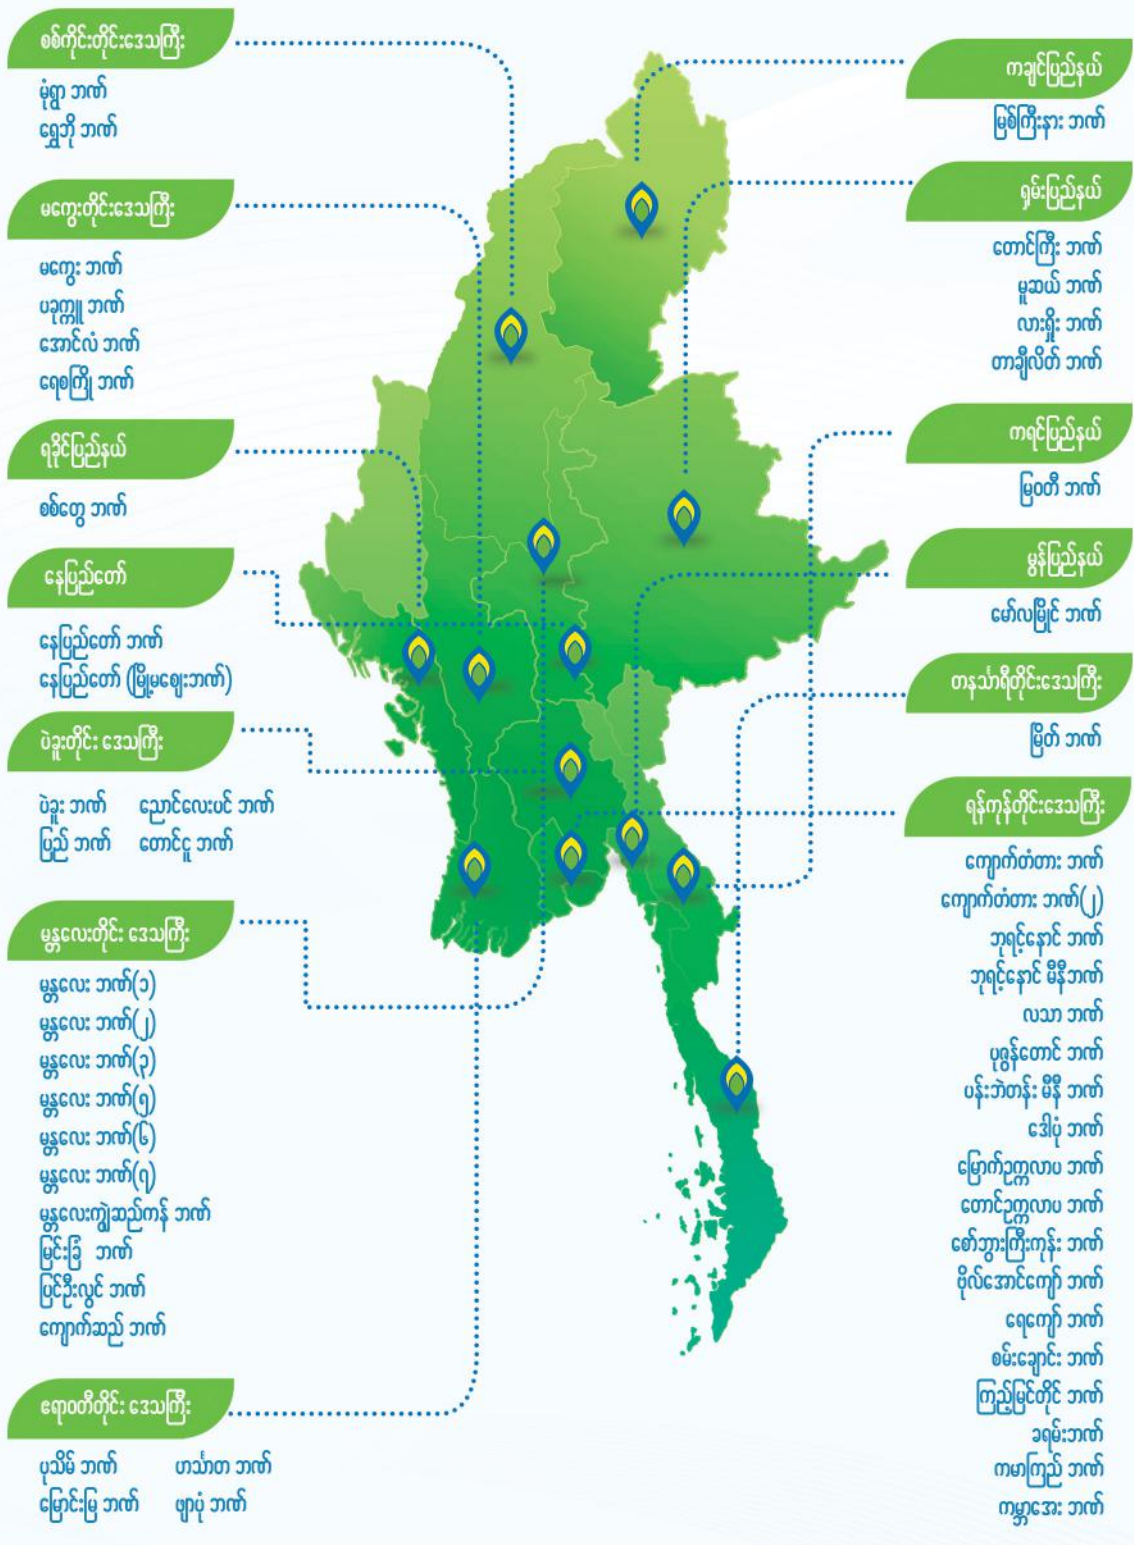 စစ်ကိုင်းတိုင်းဒေသကြီး
မုံရွာ ဘဏ်
ရွှေဘို ဘဏ်
မကွေးတိုင်းဒေသကြီး
မကွေး ဘဏ်
ပခုက္ကူ ဘဏ်
အောင်လံ ဘဏ်
ရေစကြို ဘဏ်
ရခိုင်ပြည်နယ်
စစ်တွေ ဘဏ်
နေပြည်တော်
နေပြည်တော် ဘဏ်
နေပြည်တော် (မြို့မဈေးဘဏ်)
ပဲခူးတိုင်း ဒေသကြီး
ပဲခူး ဘဏ် ညောင်လေးပင် ဘဏ်
ပြည် ဘဏ် တောင်ငူ ဘဏ်
မန္တလေးတိုင်း ဒေသကြီး
မန္တလေး ဘဏ်(၁)
မန္တလေး ဘဏ်(၂)
မန္တလေး ဘဏ်(၃)
မန္တလေး ဘဏ်(၅)
မန္တလေး ဘဏ်(၆)
မန္တလေး ဘဏ်(၇)
မန္တလေးကျွဲဆည်ကန် ဘဏ်
မြင်းခြံ ဘဏ်
ပြင်ဦးလွင် ဘဏ်
ကျောက်ဆည် ဘဏ်
ဧရာဝတီတိုင်း ဒေသကြီး
ပုသိမ် ဘဏ် ဟင်္သာတ ဘဏ်
မြောင်းမြ ဘဏ် ဖျာပုံ ဘဏ်
ကချင်ပြည်နယ်
မြစ်ကြီးနား ဘဏ်
ရှမ်းပြည်နယ်
တောင်ကြီး ဘဏ်
မူဆယ် ဘဏ်
လားရှိုး ဘဏ်
တာချီလိတ် ဘဏ်
ကရင်ပြည်နယ်
မြဝတီ ဘဏ်
မွန်ပြည်နယ်
မော်လမြိုင် ဘဏ်
တနင်္သာရီတိုင်းဒေသကြီး
မြိတ် ဘဏ်
ရန်ကုန်တိုင်းဒေသကြီး
ကျောက်တံတား ဘဏ်
ကျောက်တံတား ဘဏ်(၂)
ဘုရင့်နောင် ဘဏ်
ဘုရင့်နောင် မီနီဘဏ်
လသာ ဘဏ်
ပုဇွန်တောင် ဘဏ်
ပန်းဘဲတန်း မီနီ ဘဏ်
ဒေါပုံ ဘဏ်
မြောက်ဥက္ကလာပ ဘဏ်
တောင်ဥက္ကလာပ ဘဏ်
စော်ဘွားကြီးကုန်း ဘဏ်
ဗိုလ်အောင်ကျော် ဘဏ်
ရေကျော် ဘဏ်
စမ်းချောင်း ဘဏ်
ကြည့်မြင်တိုင် ဘဏ်
ခရမ်းဘဏ်
ကမာကြည် ဘဏ်
ကမ္ဘာအေး ဘဏ်